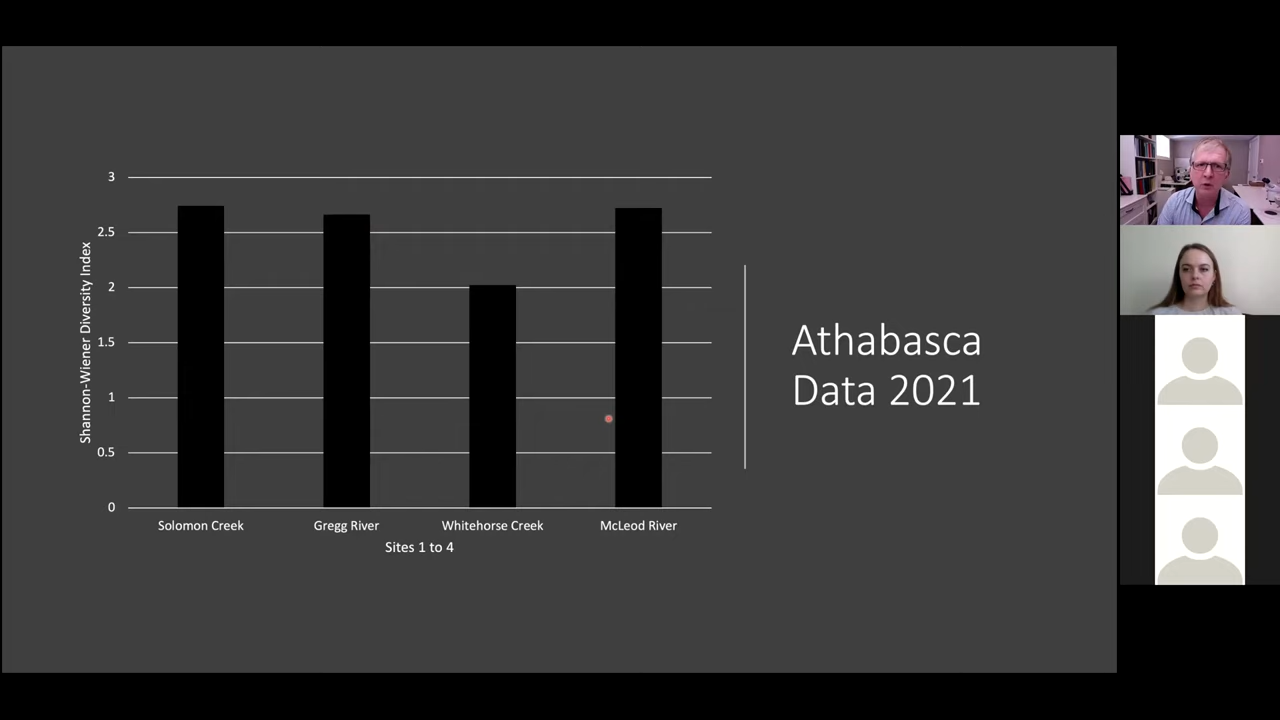 3
2.5
2
1.5
1
0.5
0
Shannon-Wiener Diversity Index
Solomon Creek
Gregg River
Whitehorse Creek
McLeod River
Sites 1 to 4
Athabasca
Data 2021